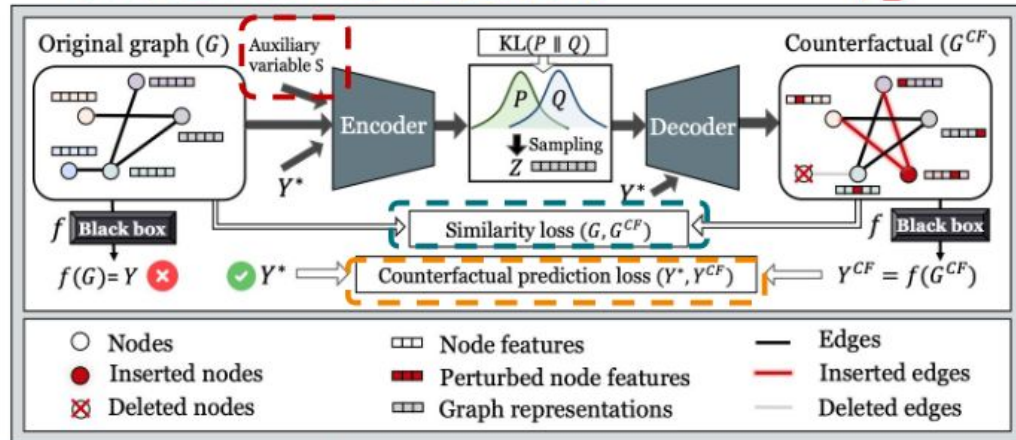 Original graph (G)
Auxiliary
variable S
KL(P ∥ Q)
Counterfactual (G^{CF})
Encoder
P
Q
Sampling
Z
Decoder
Y*
Y*
f
Black box
f(G)= Y
Y*
Similarity loss (G, G^{CF})
Counterfactual prediction loss (Y*, Y^{CF})
f
Black box
Y^{CF} = f(G^{CF})
Nodes
Node features
Edges
Inserted nodes
Perturbed node features
Inserted edges
Deleted nodes
Graph representations
Deleted edges